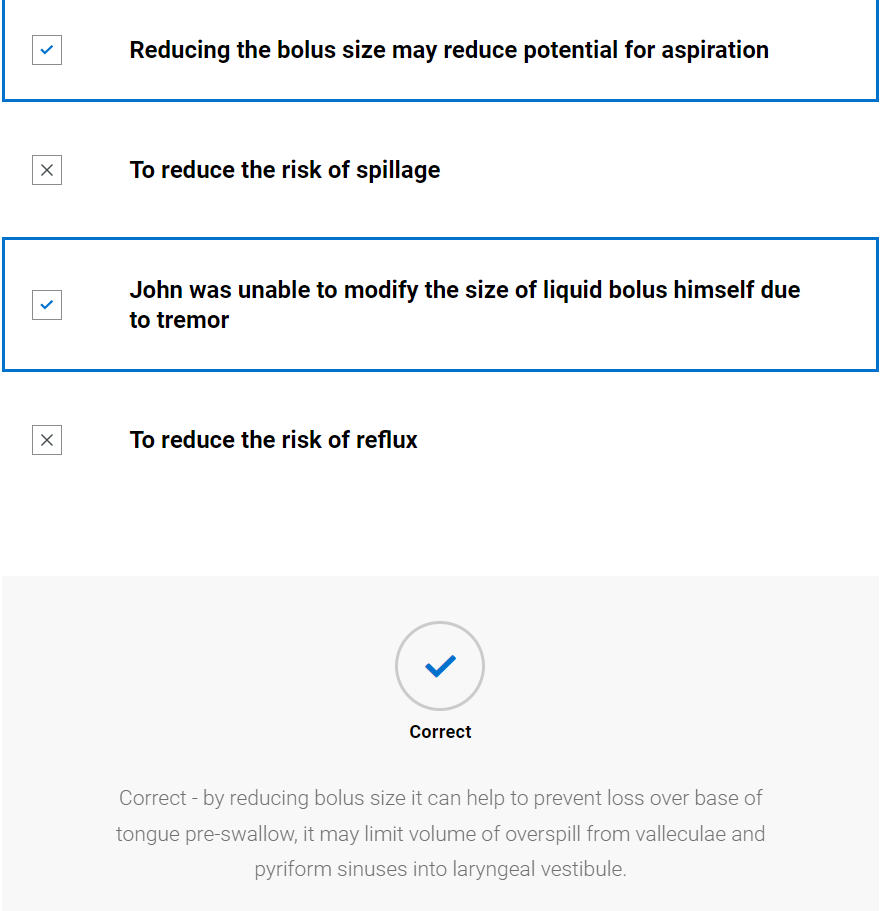 Reducing the bolus size may reduce potential for aspiration
To reduce the risk of spillage
John was unable to modify the size of liquid bolus himself due
to tremor
To reduce the risk of reflux
Correct
Correct - by reducing bolus size it can help to prevent loss over base of
tongue pre-swallow, it may limit volume of overspill from valleculae and
pyriform sinuses into laryngeal vestibule.